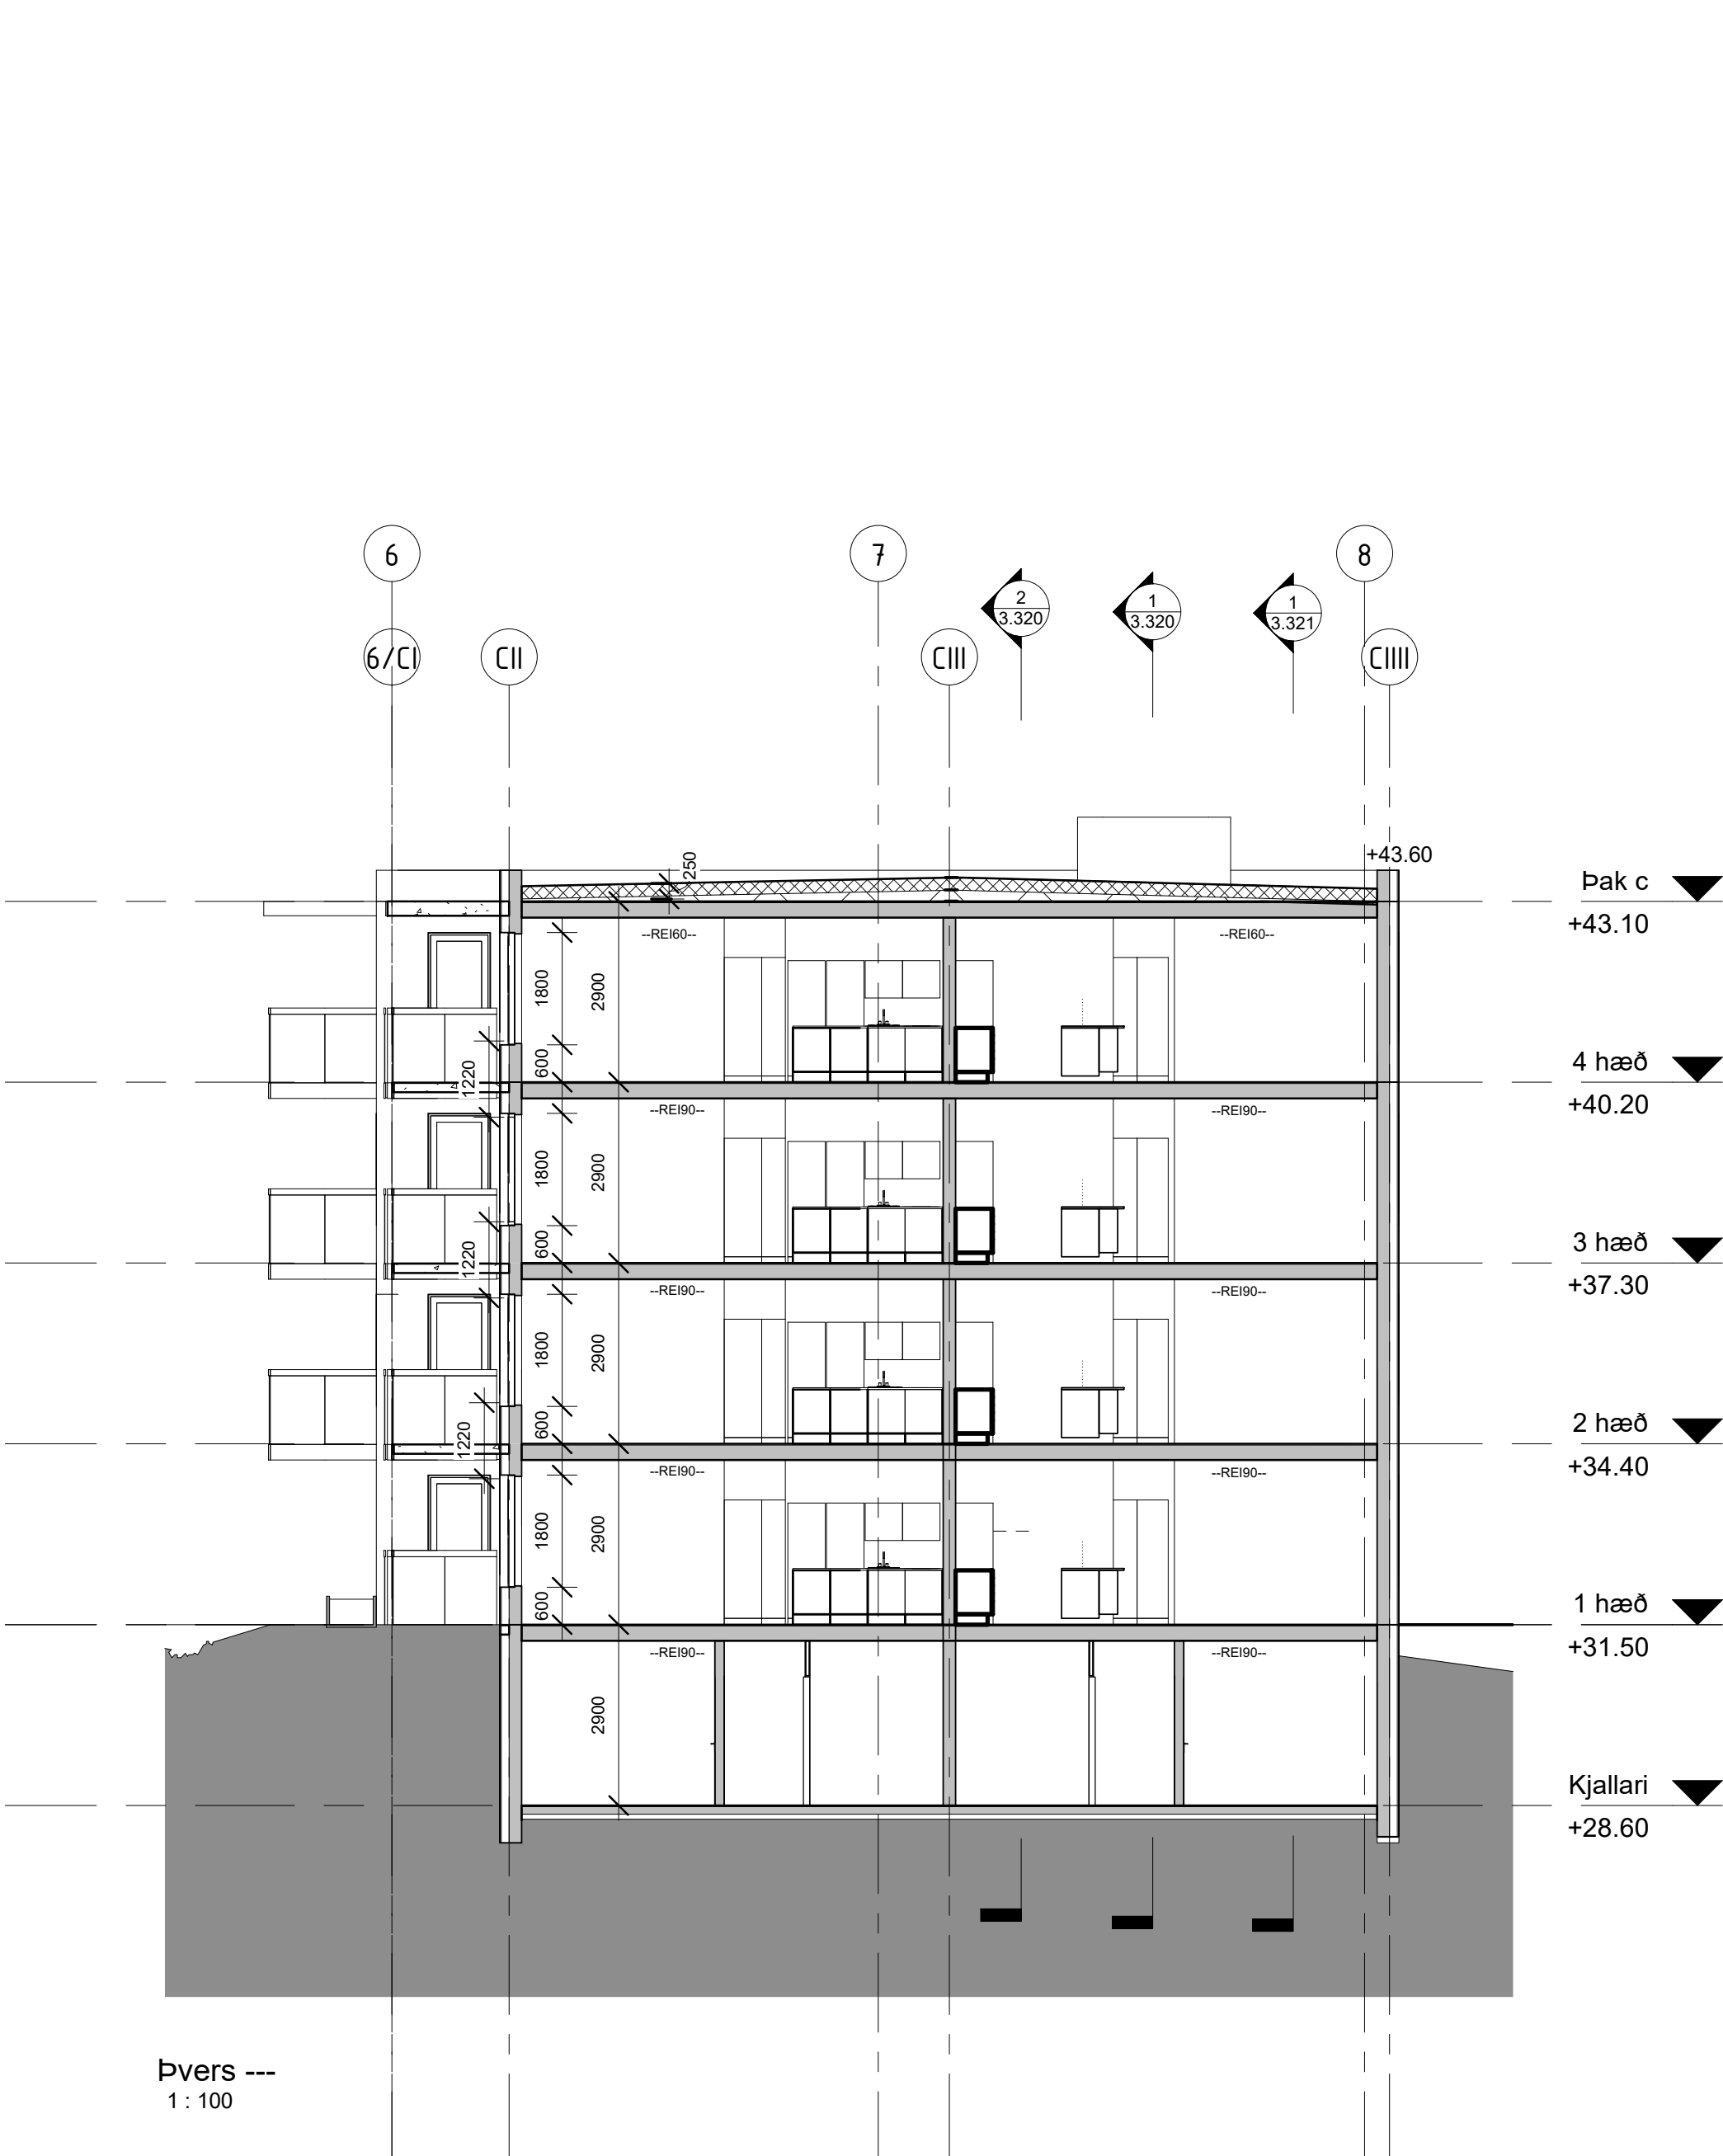 6
7
8
2
3.320
1
3.320
1
3.321
6/CI
CII
CIII
CIIII
+43.60
250
Þak c
+43.10
--REI60--
--REI60--
1800
2900
600
1220
4 hæð
+40.20
--REI90--
--REI90--
1800
2900
600
1220
3 hæð
+37.30
--REI90--
--REI90--
1800
2900
600
1220
2 hæð
+34.40
--REI90--
--REI90--
1800
2900
600
1 hæð
+31.50
--REI90--
--REI90--
2900
Kjallari
+28.60
Þvers ---
1 : 100